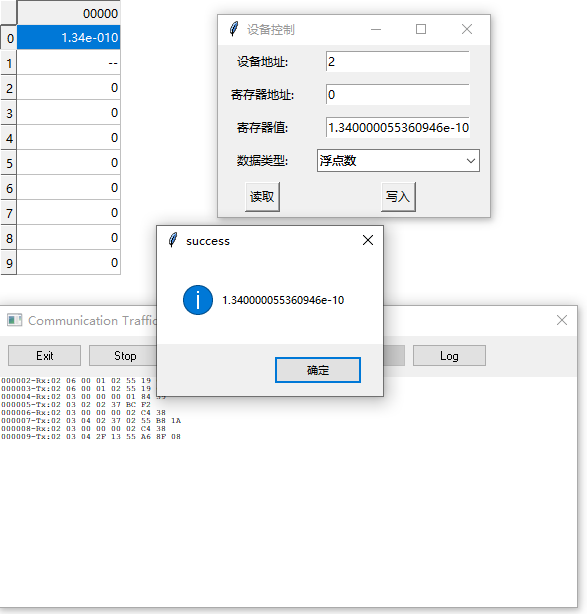 00000
0 1.34e-010
1 --
2 0
3 0
4 0
5 0
6 0
7 0
8 0
9 0
设备控制
设备地址: 2
寄存器地址: 0
寄存器值: 1.340000055360946e-10
数据类型: 浮点数
读取 写入
success
1.340000055360946e-10
确定
Communication Traffic
Exit Stop Log
000002-Rx:02 06 00 01 02 55 19
000003-Tx:02 06 00 01 02 55 19
000004-Rx:02 03 00 00 00 01 84
000005-Tx:02 03 02 02 37 BC F2
000006-Rx:02 03 00 00 00 02 C4 38
000007-Tx:02 03 04 02 37 02 55 B8 1A
000008-Rx:02 03 00 00 00 02 C4 38
000009-Tx:02 03 04 2F 13 55 A6 8F 08